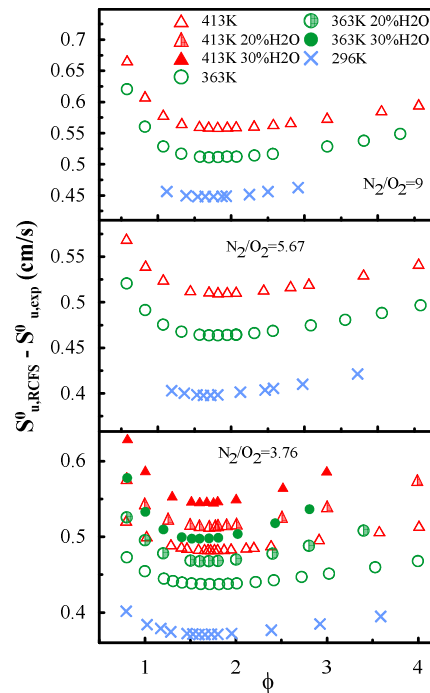 413K
363K 20%H2O
413K 20%H2O
363K 30%H2O
413K 30%H2O
296K
363K
0.7
0.65
0.6
0.55
0.5
0.45
N₂/O₂=9
N₂/O₂=5.67
0.55
0.5
0.45
0.4
S⁰u,RCFS - S⁰u,exp (cm/s)
N₂/O₂=3.76
0.6
0.5
0.4
1 2 3 4
ϕ